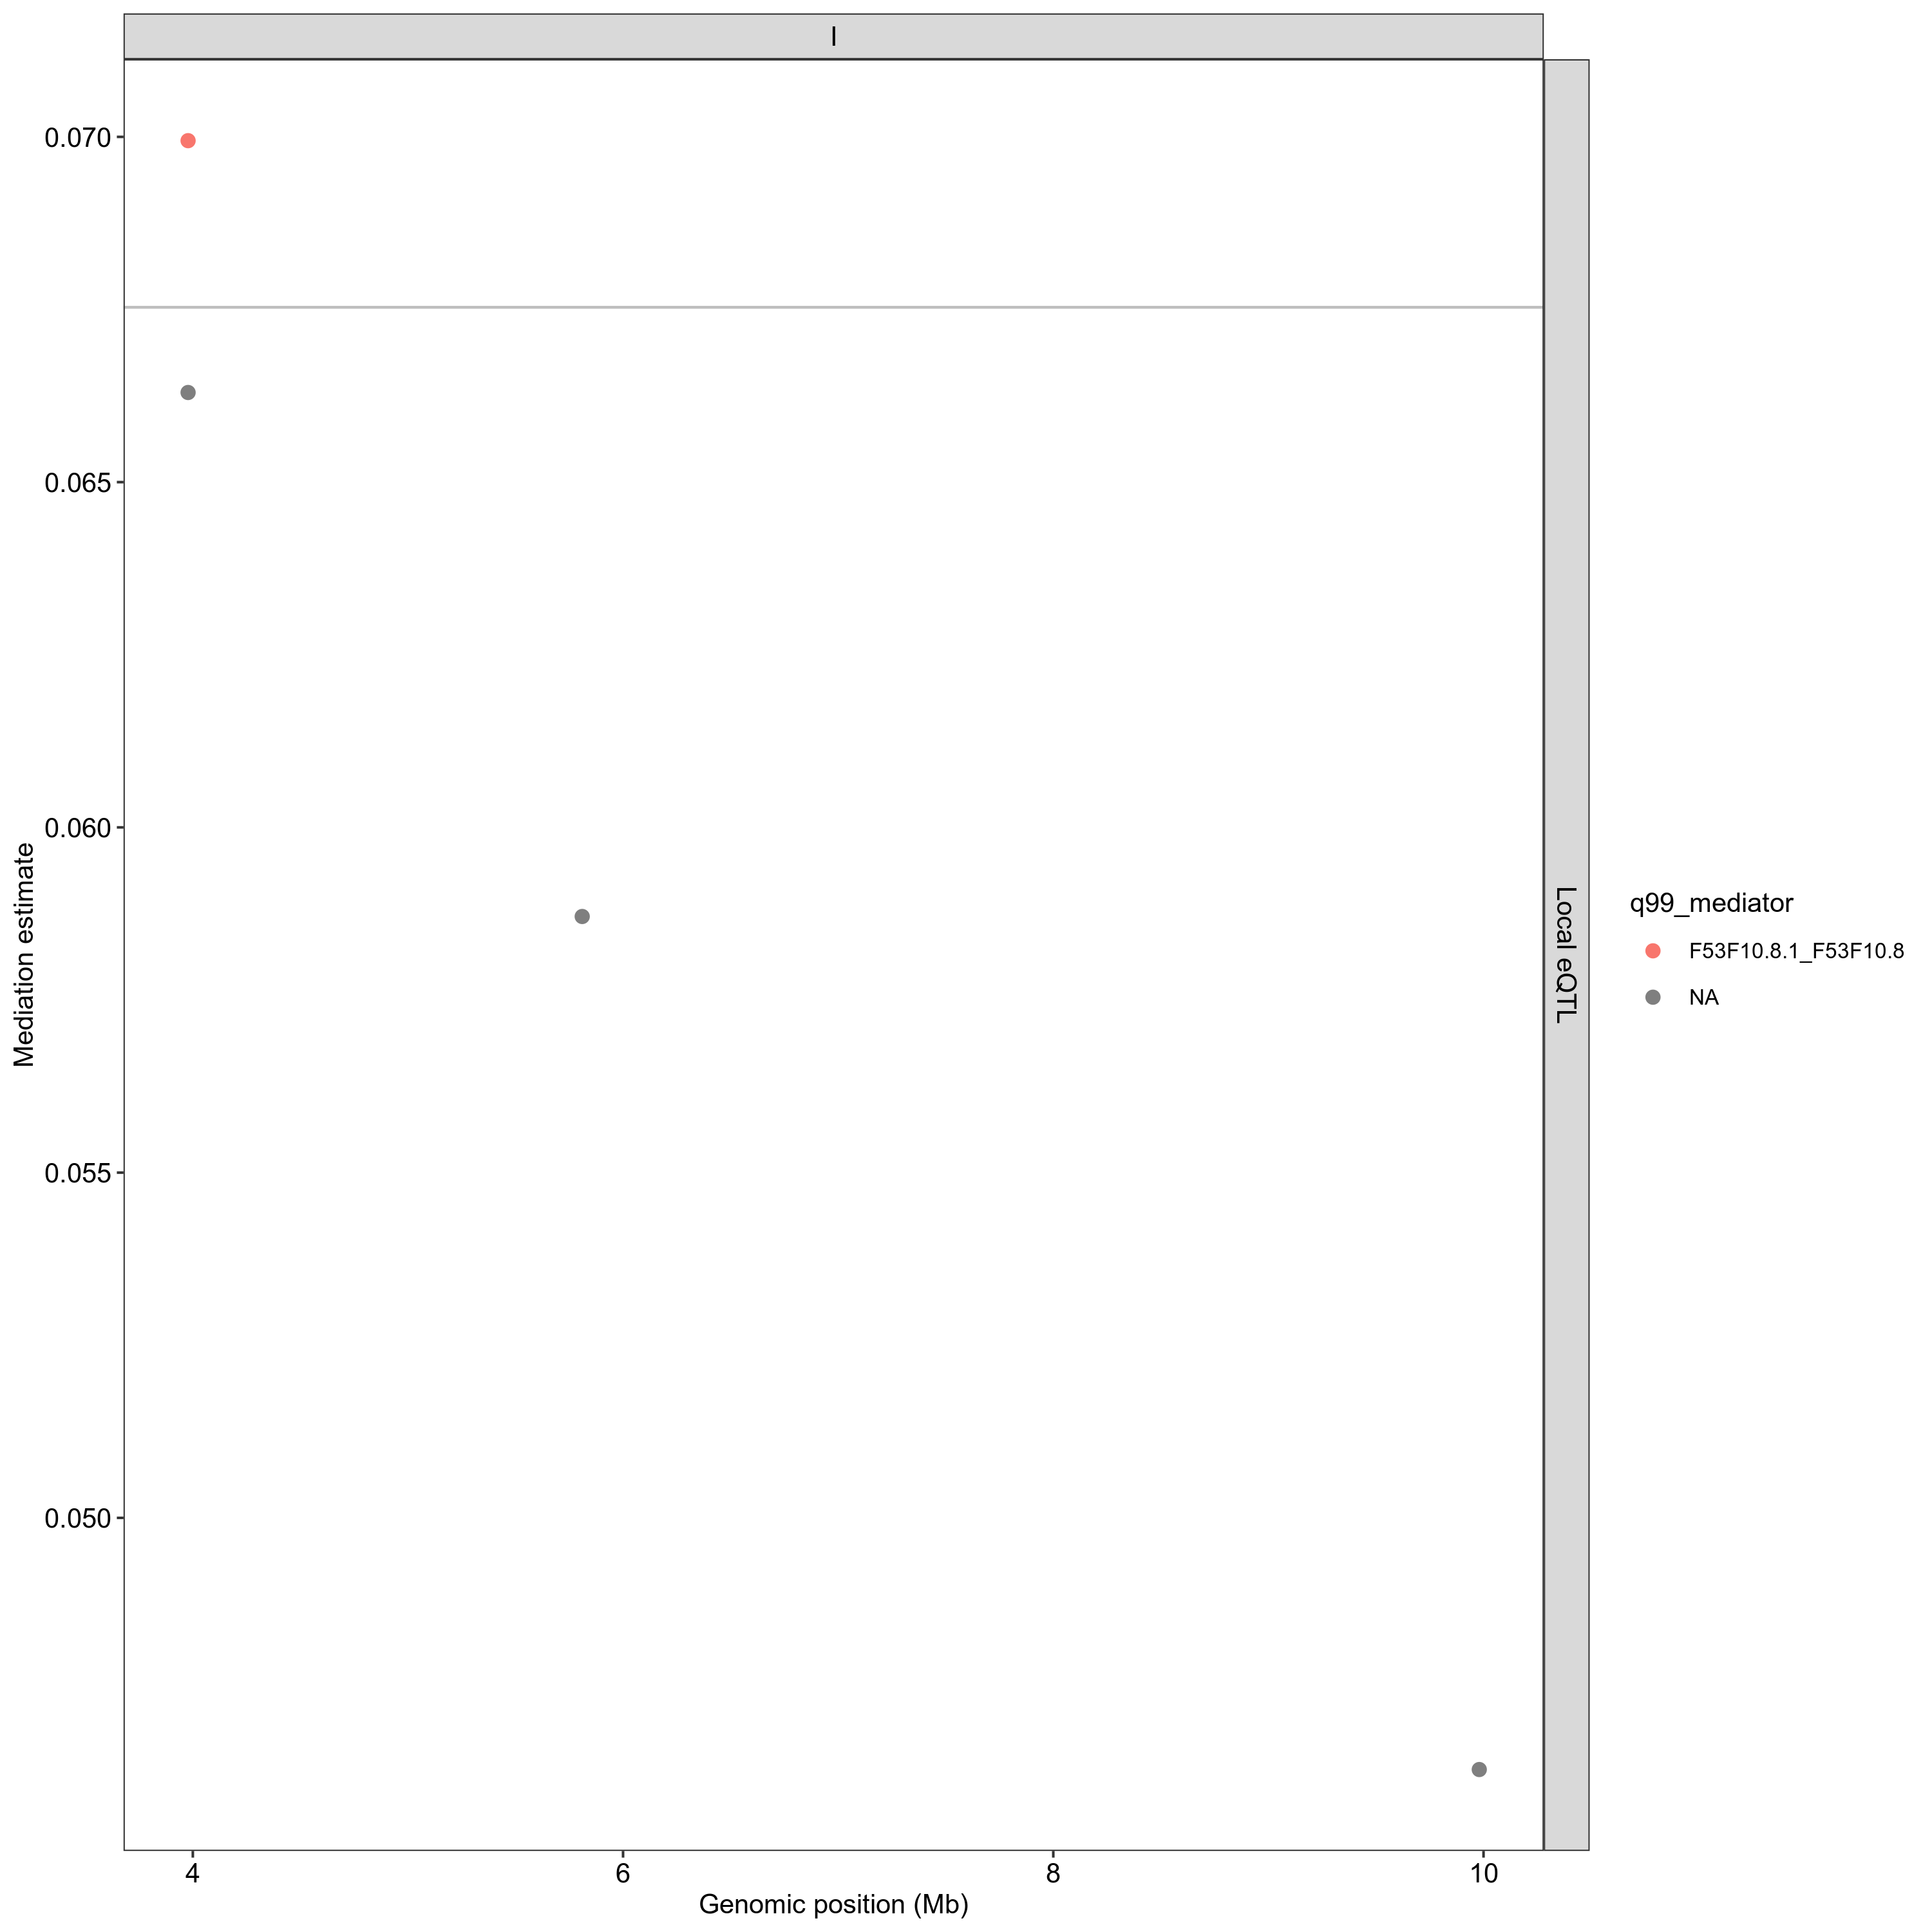 I
0.070
0.065
0.060
0.055
0.050
Mediation estimate
4
6
8
10
Genomic position (Mb)
Local eQTL
q99_mediator
F53F10.8.1_F53F10.8
NA